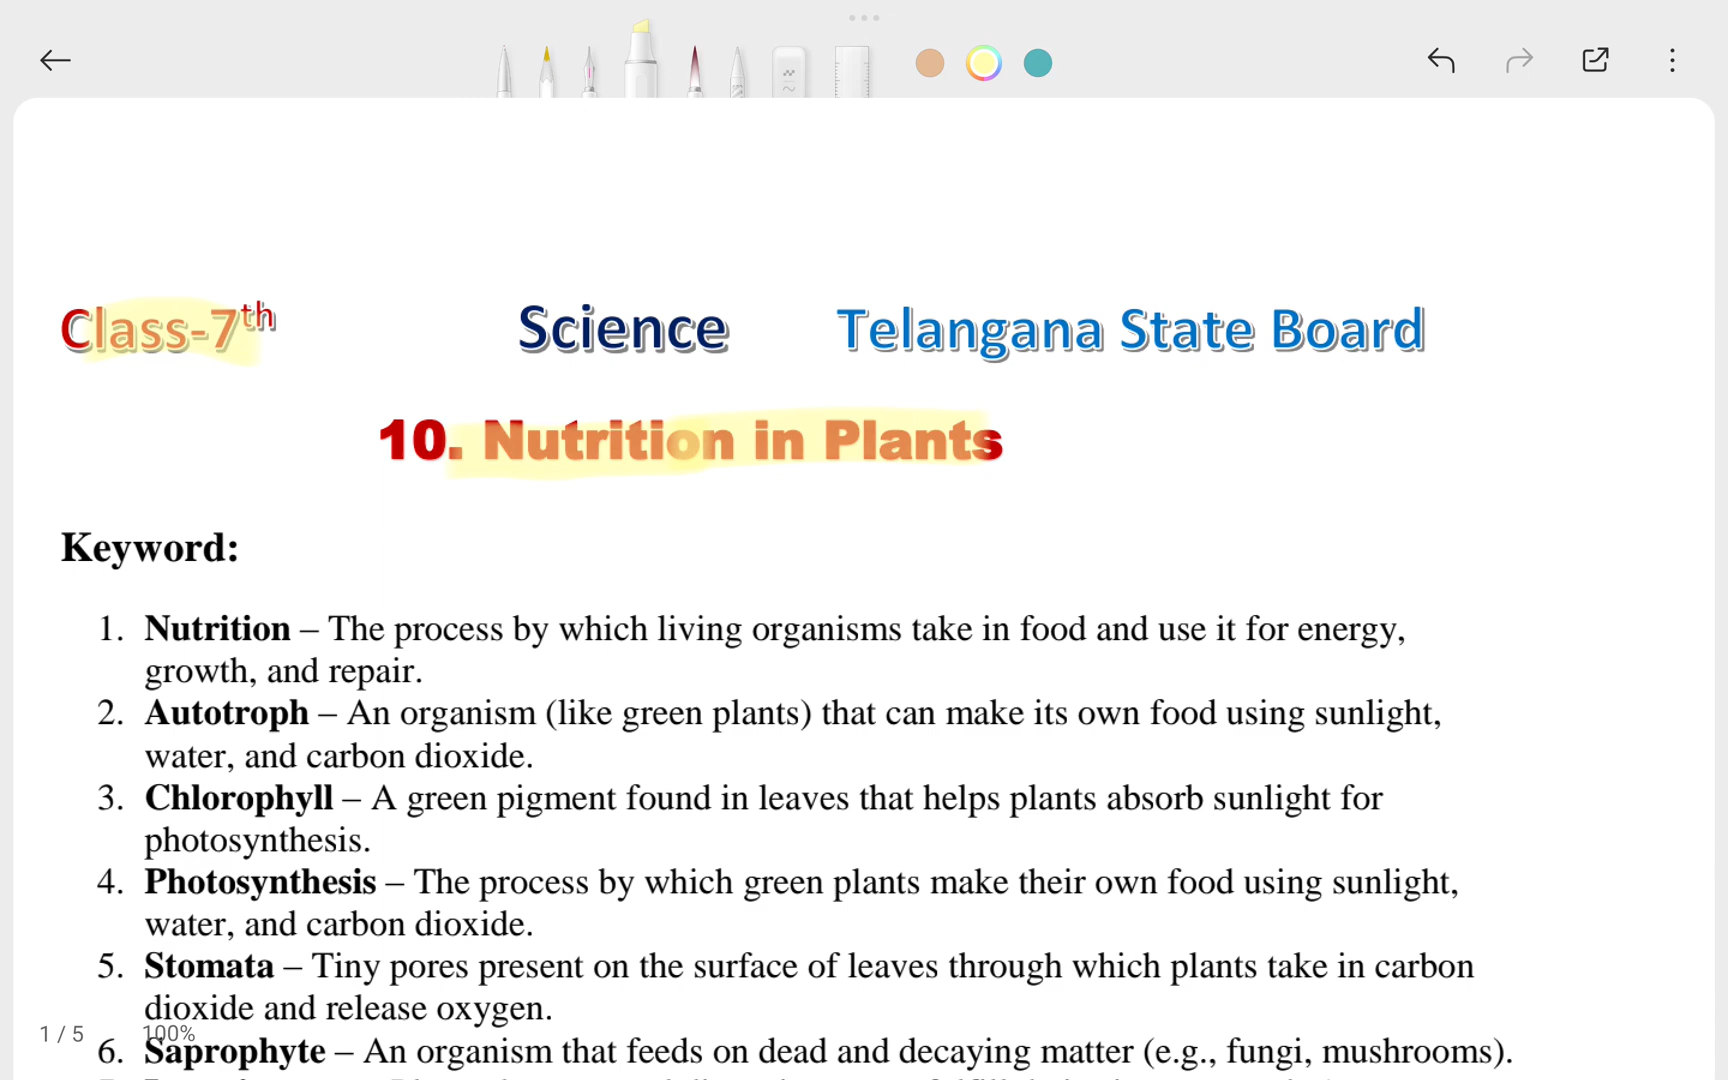 Class-7th Science Telangana State Board
10. Nutrition in Plants
Keyword:
1. Nutrition – The process by which living organisms take in food and use it for energy,
growth, and repair.
2. Autotroph – An organism (like green plants) that can make its own food using sunlight,
water, and carbon dioxide.
3. Chlorophyll – A green pigment found in leaves that helps plants absorb sunlight for
photosynthesis.
4. Photosynthesis – The process by which green plants make their own food using sunlight,
water, and carbon dioxide.
5. Stomata – Tiny pores present on the surface of leaves through which plants take in carbon
dioxide and release oxygen.
1 / 5 100%
6. Saprophyte – An organism that feeds on dead and decaying matter (e.g., fungi, mushrooms).